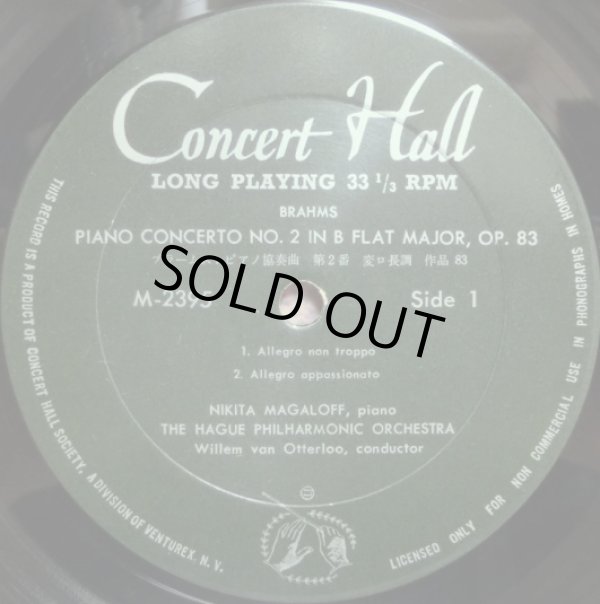 Concert Hall
LONG PLAYING 33 1/3 RPM
BRAHMS
PIANO CONCERTO NO. 2 IN B FLAT MAJOR, OP. 83
ピアノ協奏曲 第2番 変ロ長調 作品 83
SOLD OUT
M-2395 Side 1
1. Allegro non troppo
2. Allegro appassionato
NIKITA MAGALOFF, piano
THE HAGUE PHILHARMONIC ORCHESTRA
Willem van Otterloo, conductor
THIS RECORD IS A PRODUCT OF CONCERT HALL SOCIETY, A DIVISION OF VENTUREX N. V.
LICENSED ONLY FOR NON COMMERCIAL USE IN PHONOGRAPHS IN HOMES